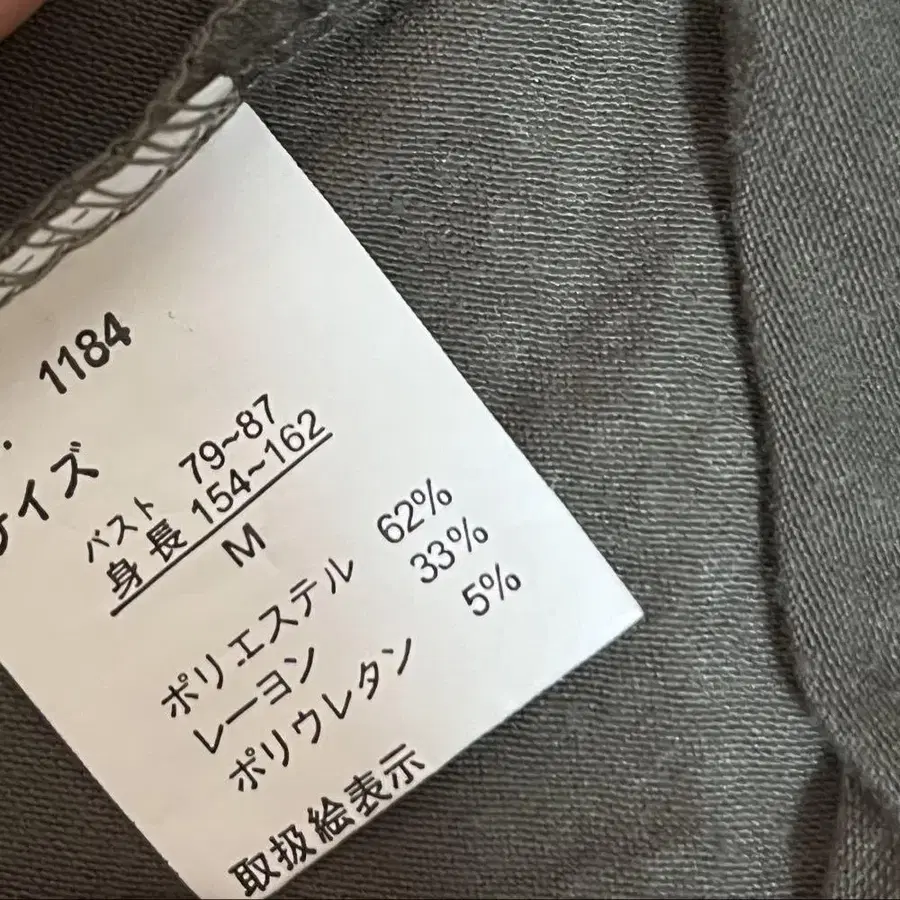 . 1184
サイズ
バスト 79~87
身長 154~162
M
ポリエステル 62%
レーヨン 33%
ポリウレタン 5%
取扱絵表示